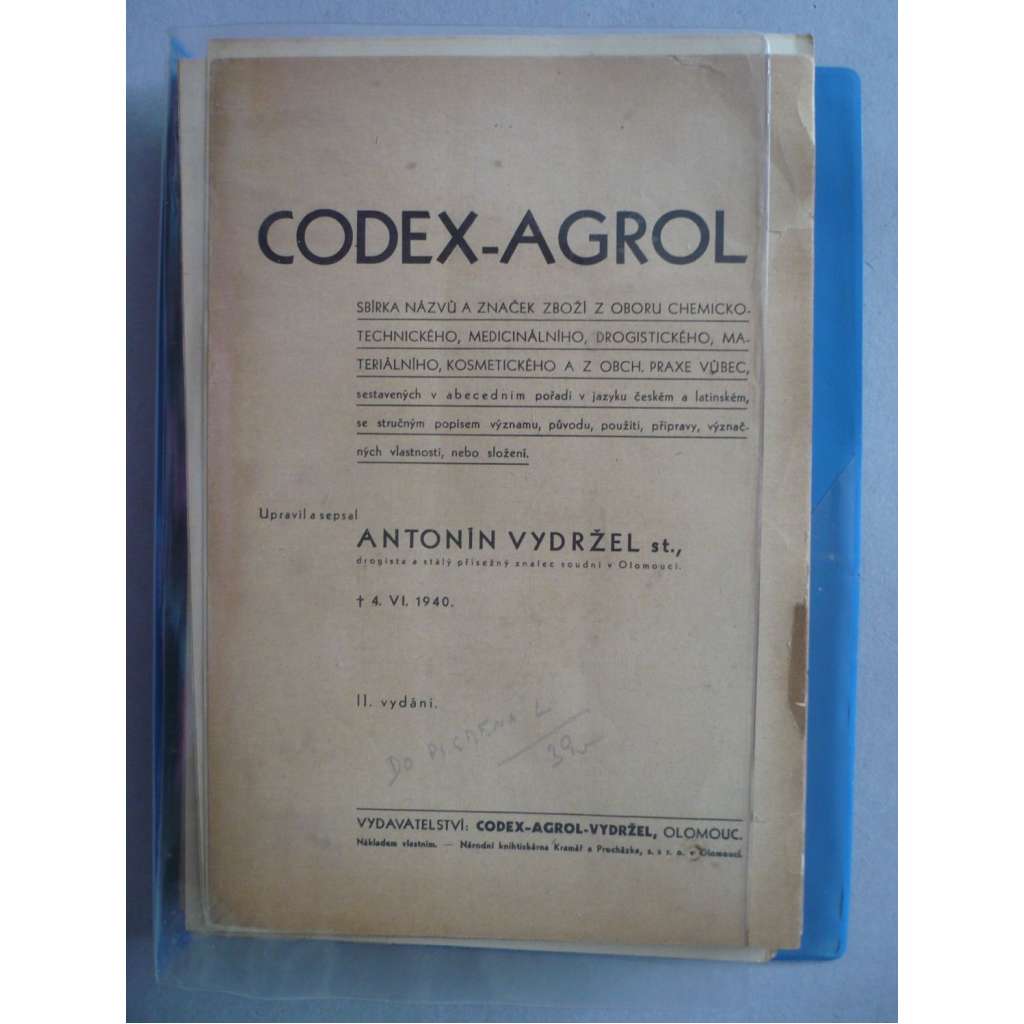 CODEX-AGROL
SBÍRKA NÁZVŮ A ZNAČEK ZBOŽÍ Z OBORU CHEMICKO-
TECHNICKÉHO, MEDICINÁLNÍHO, DROGISTICKÉHO, MA-
TERIÁLNÍHO, KOSMETICKÉHO A Z OBCH. PRAXE VŮBEC,
sestavených v abecedním pořadí v jazyku českém a latinském,
se stručným popisem významu, původu, použití, přípravy, význač-
ných vlastností, nebo složení.
Upravil a sepsal
ANTONÍN VYDRŽEL st.,
drogista a stálý přísežný znalec soudní v Olomouci.
† 4. VI. 1940.
II. vydání.
DO PÍSMENA L
VYDAVATELSTVÍ: CODEX-AGROL-VYDRŽEL, OLOMOUC.
Nákladem vlastním. — Národní knihtiskárna Kramář a Procházka, s. s r. o. v Olomouci.